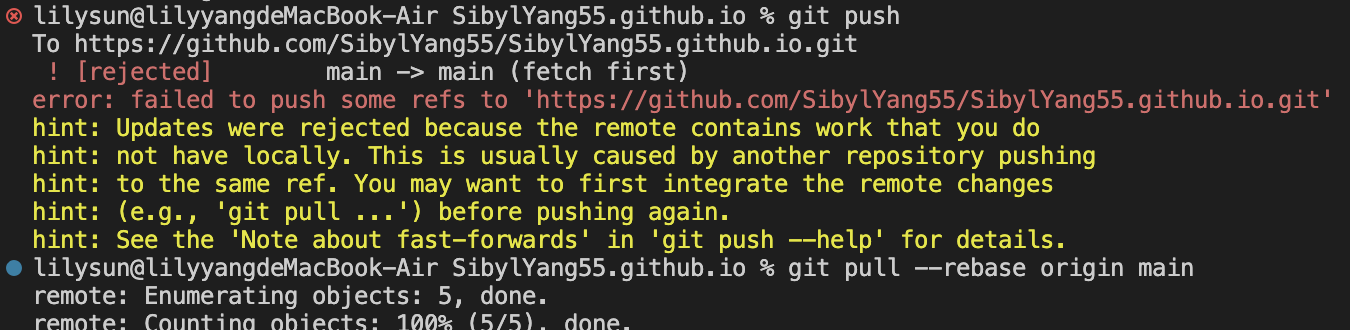 lilysun@lilyyangdeMacBook-Air SibylYang55.github.io % git push
To https://github.com/SibylYang55/SibylYang55.github.io.git
 ! [rejected]        main -> main (fetch first)
error: failed to push some refs to 'https://github.com/SibylYang55/SibylYang55.github.io.git'
hint: Updates were rejected because the remote contains work that you do
hint: not have locally. This is usually caused by another repository pushing
hint: to the same ref. You may want to first integrate the remote changes
hint: (e.g., 'git pull ...') before pushing again.
hint: See the 'Note about fast-forwards' in 'git push --help' for details.
lilysun@lilyyangdeMacBook-Air SibylYang55.github.io % git pull --rebase origin main
remote: Enumerating objects: 5, done.
remote: Counting objects: 100% (5/5), done.